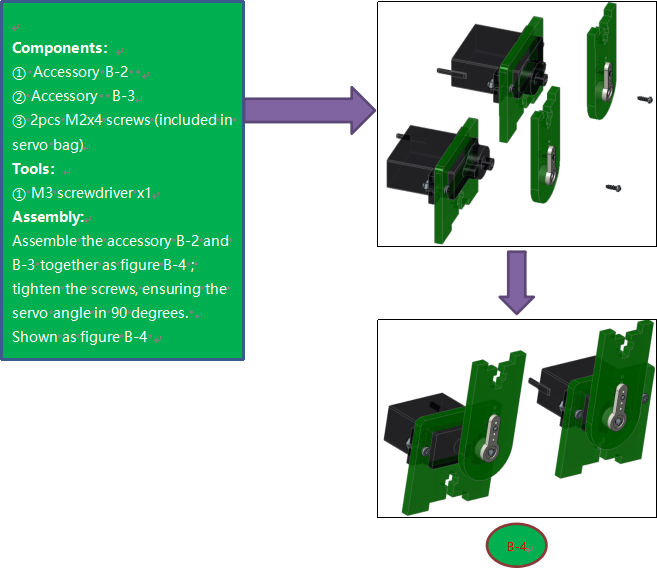 Components:
① Accessory B-2
② Accessory B-3
③ 2pcs M2x4 screws (included in
servo bag)
Tools:
① M3 screwdriver x1
Assembly:
Assemble the accessory B-2 and
B-3 together as figure B-4 ;
tighten the screws, ensuring the
servo angle in 90 degrees.
Shown as figure B-4
B-4